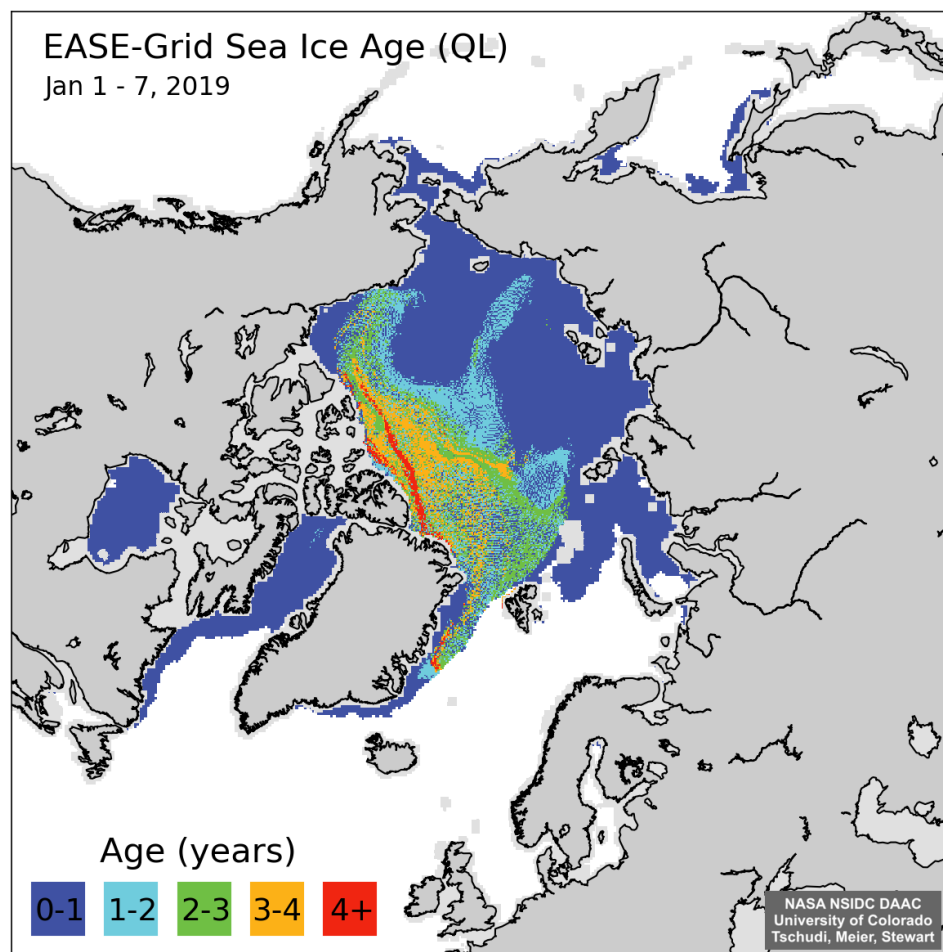 EASE-Grid Sea Ice Age (QL)
Jan 1 - 7, 2019
Age (years)
0-1 1-2 2-3 3-4 4+
NASA NSIDC DAAC
University of Colorado
Tschudi, Meier, Stewart